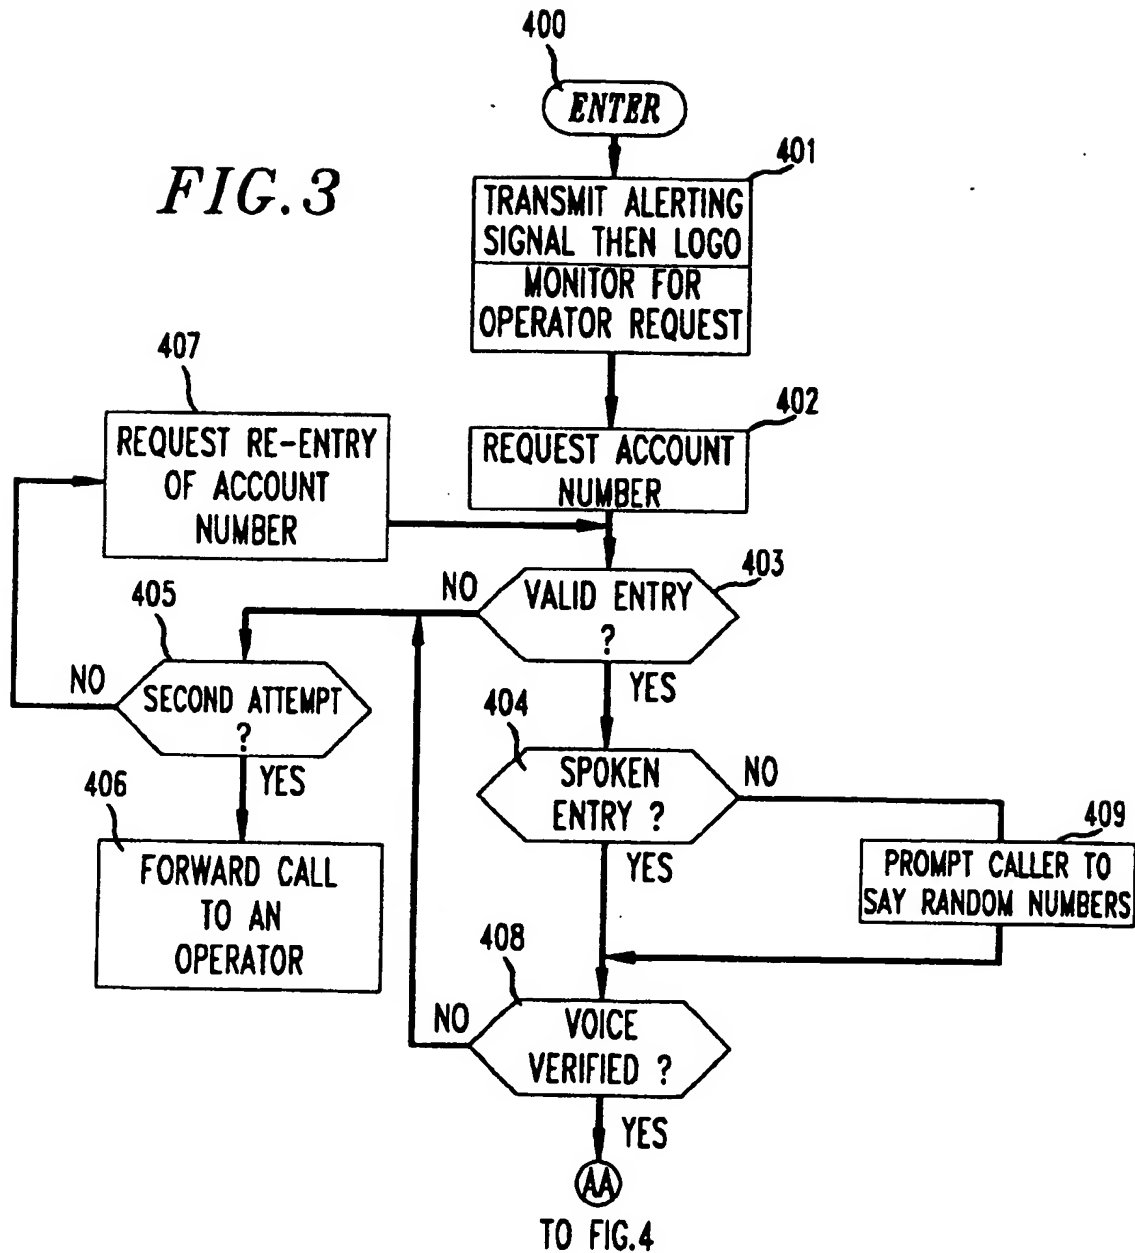 400
ENTER
FIG.3
401
TRANSMIT ALERTING
SIGNAL THEN LOGO
MONITOR FOR
OPERATOR REQUEST
407
REQUEST RE-ENTRY
OF ACCOUNT
NUMBER
402
REQUEST ACCOUNT
NUMBER
403
VALID ENTRY
?
NO
YES
405
SECOND ATTEMPT
?
NO
YES
406
FORWARD CALL
TO AN
OPERATOR
404
SPOKEN
ENTRY ?
NO
YES
409
PROMPT CALLER TO
SAY RANDOM NUMBERS
408
VOICE
VERIFIED ?
NO
YES
AA
TO FIG.4